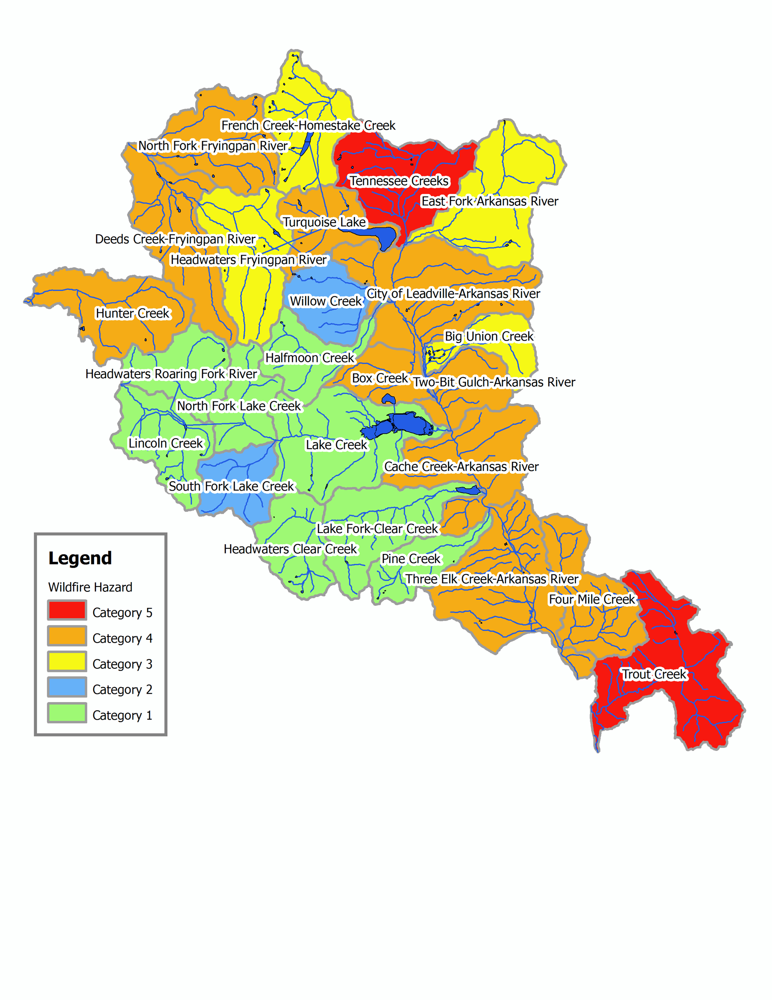 French Creek-Homestake Creek
North Fork Fryingpan River
Tennessee Creeks
East Fork Arkansas River
Turquoise Lake
Deeds Creek-Fryingpan River
Headwaters Fryingpan River
City of Leadville-Arkansas River
Willow Creek
Hunter Creek
Big Union Creek
Halfmoon Creek
Headwaters Roaring Fork River
Box Creek
Two-Bit Gulch-Arkansas River
North Fork Lake Creek
Lincoln Creek
Lake Creek
Cache Creek-Arkansas River
South Fork Lake Creek
Lake Fork-Clear Creek
Headwaters Clear Creek
Pine Creek
Three Elk Creek-Arkansas River
Four Mile Creek
Trout Creek
Legend
Wildfire Hazard
Category 5
Category 4
Category 3
Category 2
Category 1